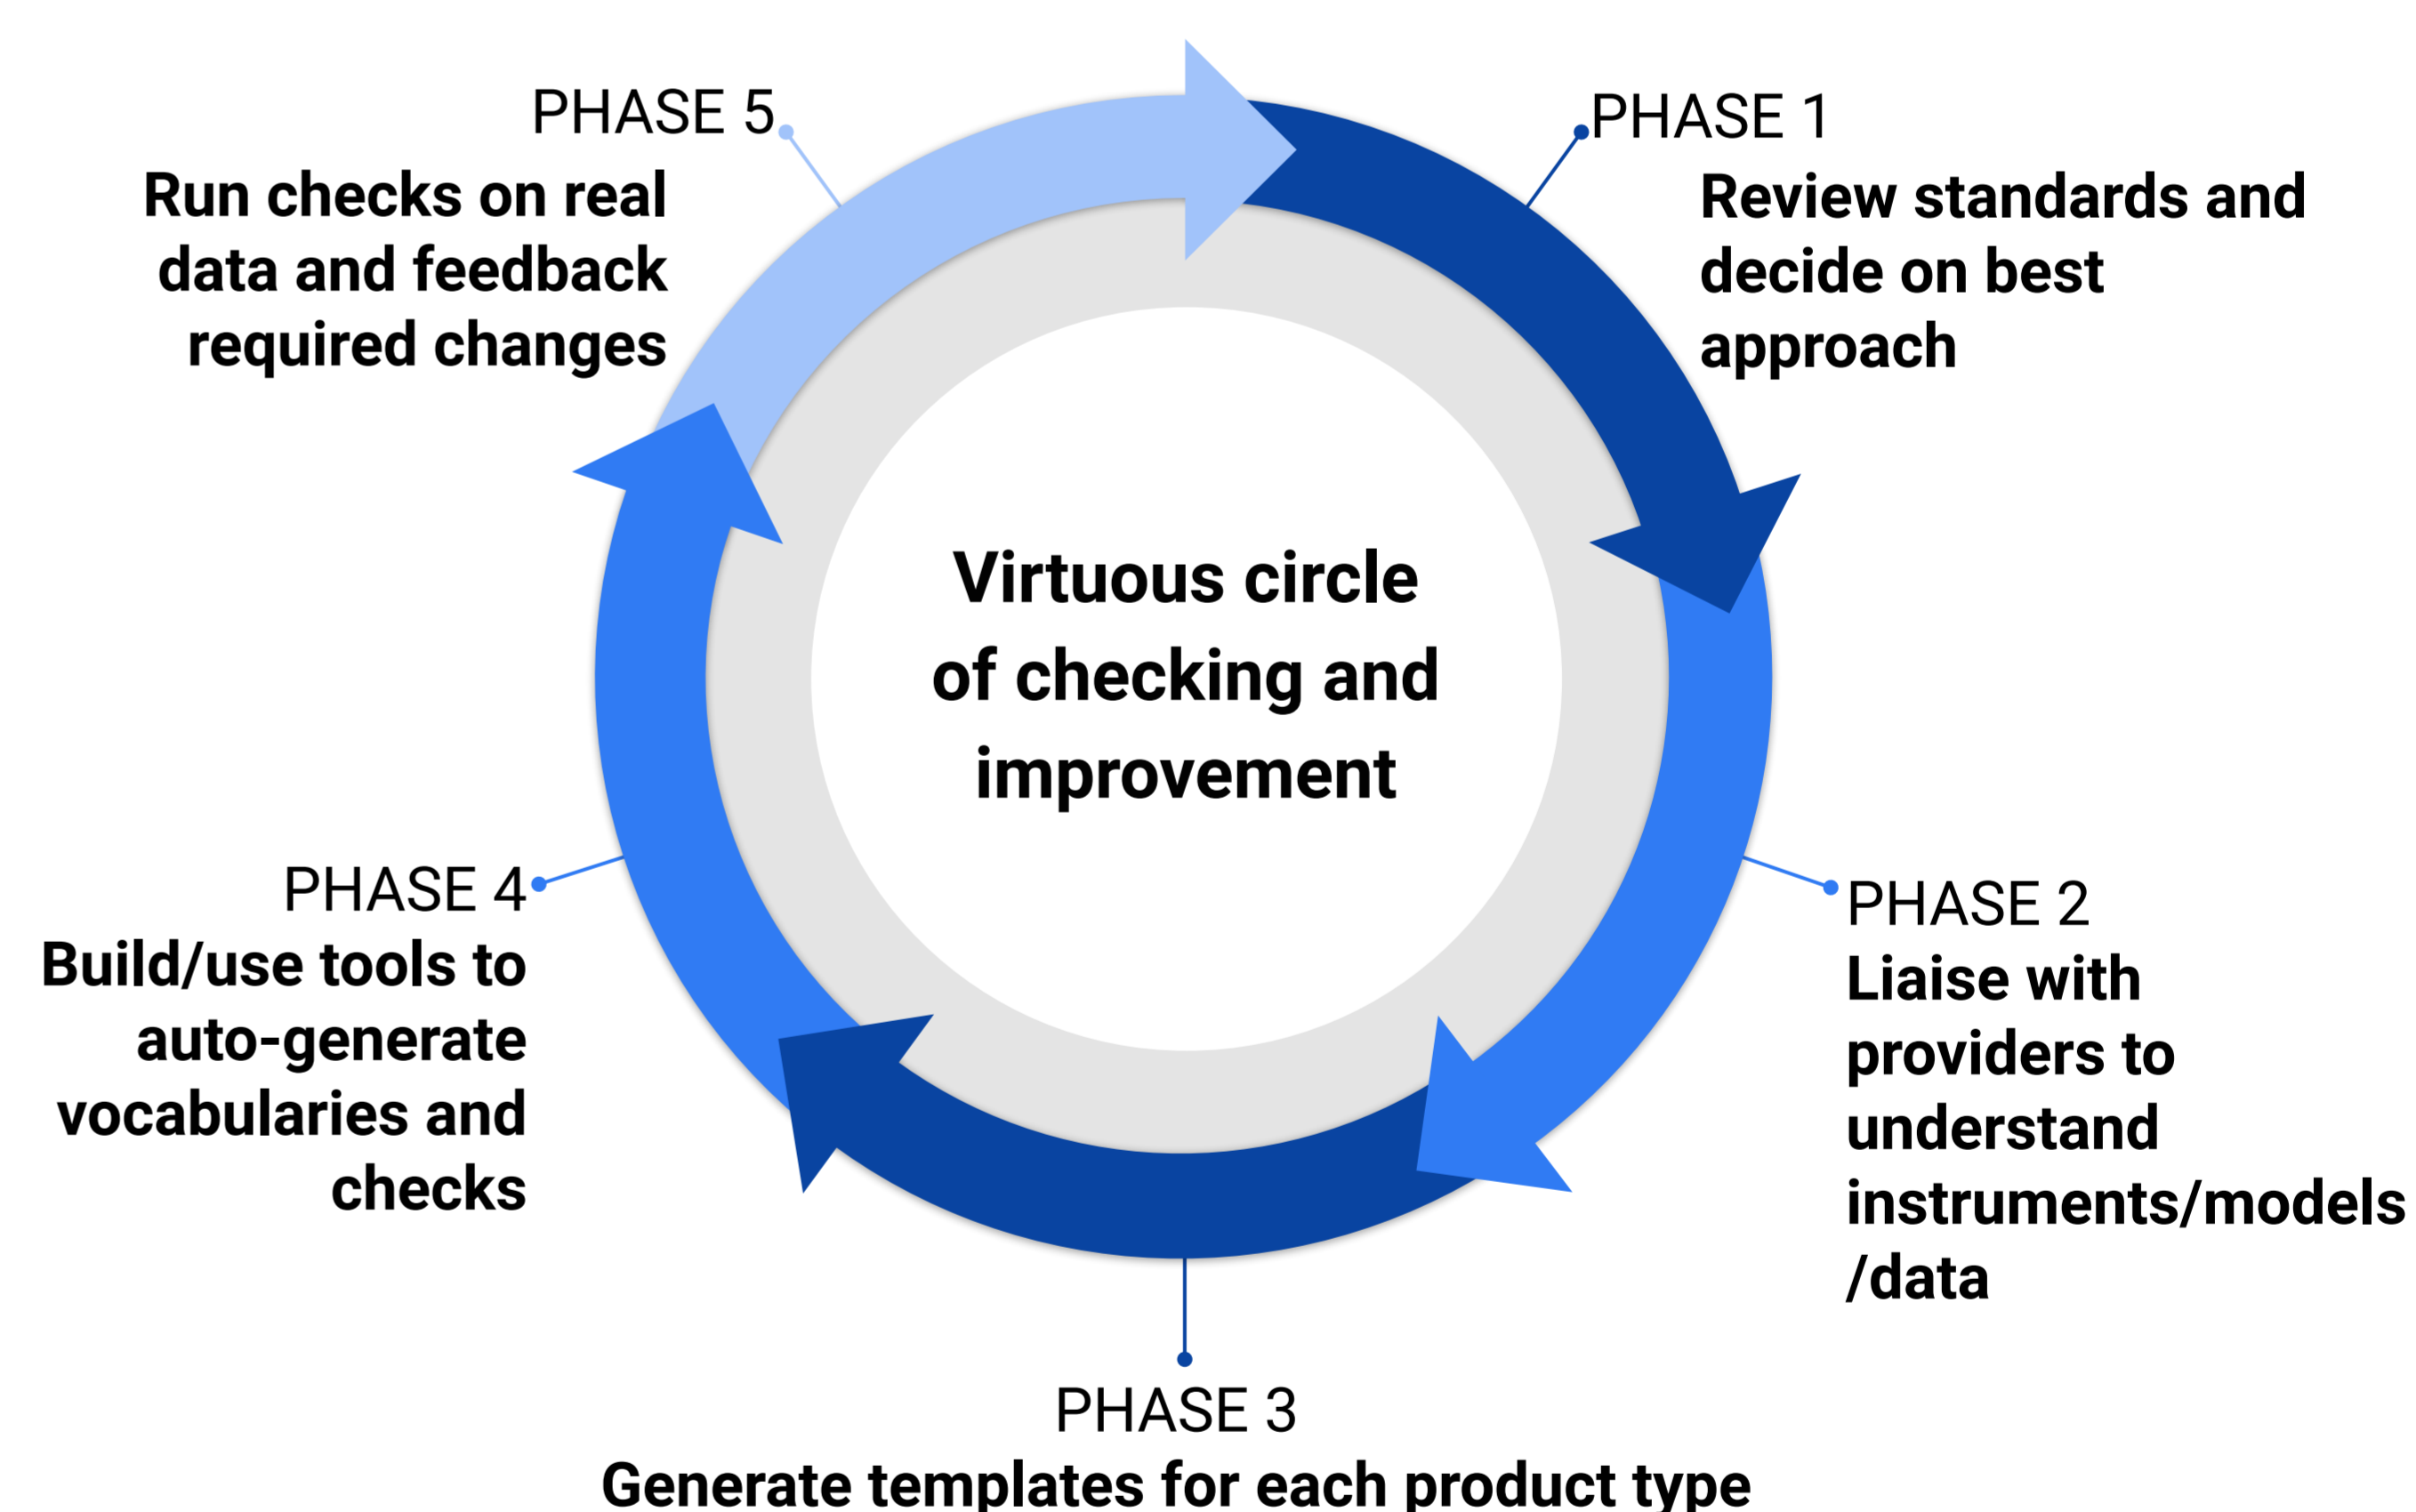 PHASE 1
Review standards and
decide on best
approach
PHASE 2
Liaise with
providers to
understand
instruments/models
/data
PHASE 3
Generate templates for each product type
PHASE 4
Build/use tools to
auto-generate
vocabularies and
checks
PHASE 5
Run checks on real
data and feedback
required changes
Virtuous circle
of checking and
improvement